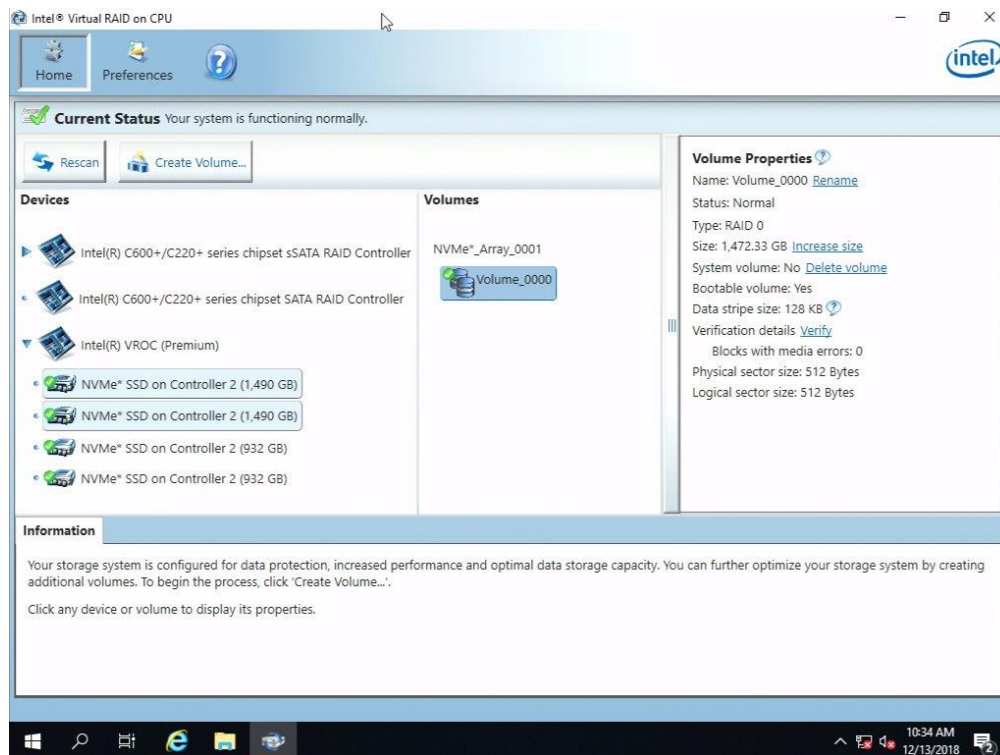 Intel® Virtual RAID on CPU
Home
Preferences
?
intel
Current Status Your system is functioning normally.
Rescan
Create Volume...
Devices
Intel(R) C600+/C220+ series chipset sSATA RAID Controller
Intel(R) C600+/C220+ series chipset SATA RAID Controller
Intel(R) VROC (Premium)
NVMe* SSD on Controller 2 (1,490 GB)
NVMe* SSD on Controller 2 (1,490 GB)
NVMe* SSD on Controller 2 (932 GB)
NVMe* SSD on Controller 2 (932 GB)
Volumes
NVMe*_Array_0001
Volume_0000
Volume Properties ?
Name: Volume_0000 Rename
Status: Normal
Type: RAID 0
Size: 1,472.33 GB Increase size
System volume: No Delete volume
Bootable volume: Yes
Data stripe size: 128 KB ?
Verification details Verify
Blocks with media errors: 0
Physical sector size: 512 Bytes
Logical sector size: 512 Bytes
Information
Your storage system is configured for data protection, increased performance and optimal data storage capacity. You can further optimize your storage system by creating
additional volumes. To begin the process, click 'Create Volume...'.
Click any device or volume to display its properties.
10:34 AM
12/13/2018
2